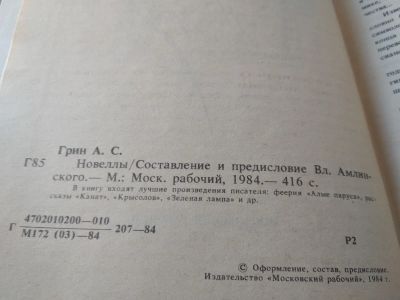 Грин А. С.
Г85 Новеллы/Составление и предисловие Вл. Амлин-
ского.— М.: Моск. рабочий, 1984.— 416 с.
В книгу входят лучшие произведения писателя: феерия «Алые паруса», рас-
сказы «Канат», «Крысолов», «Зеленая лампа» и др.
Г 4702010200—010 207—84
М172 (03)—84
Р2
© Оформление, состав, предисловие.
Издательство «Московский рабочий», 1984 г.